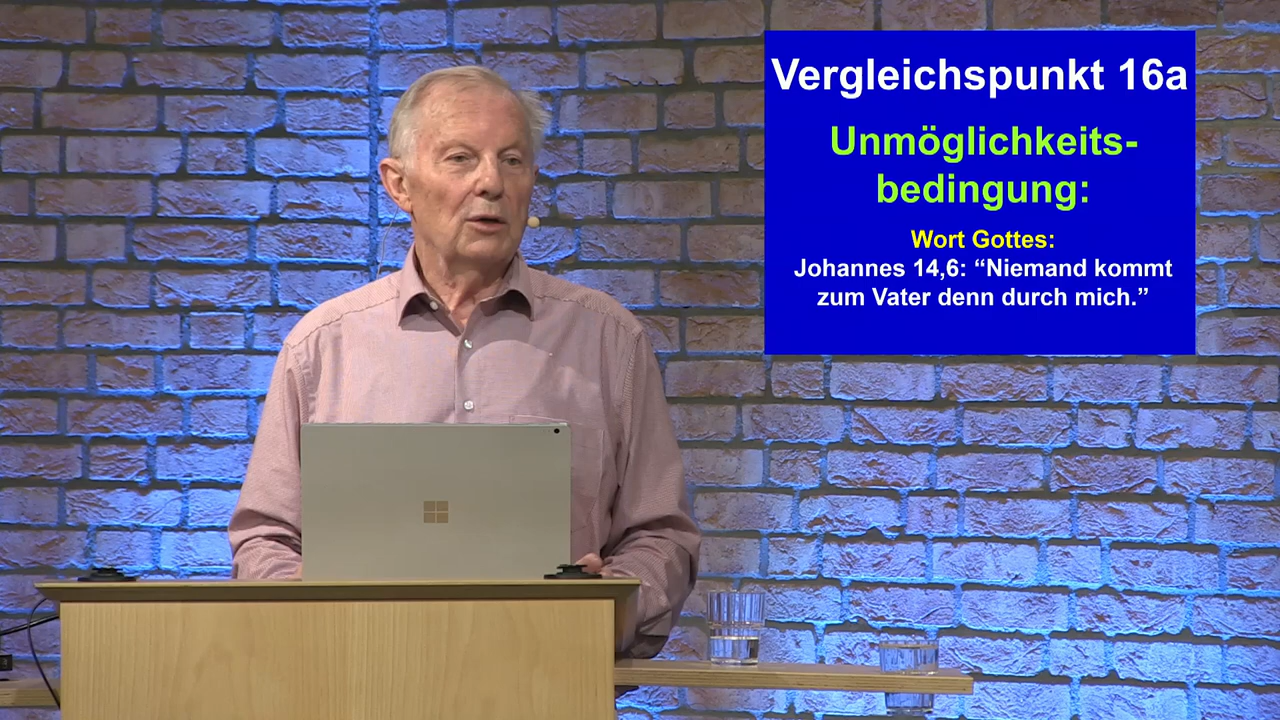 Vergleichspunkt 16a
Unmöglichkeits-
bedingung:
Wort Gottes:
Johannes 14,6: “Niemand kommt
zum Vater denn durch mich.”